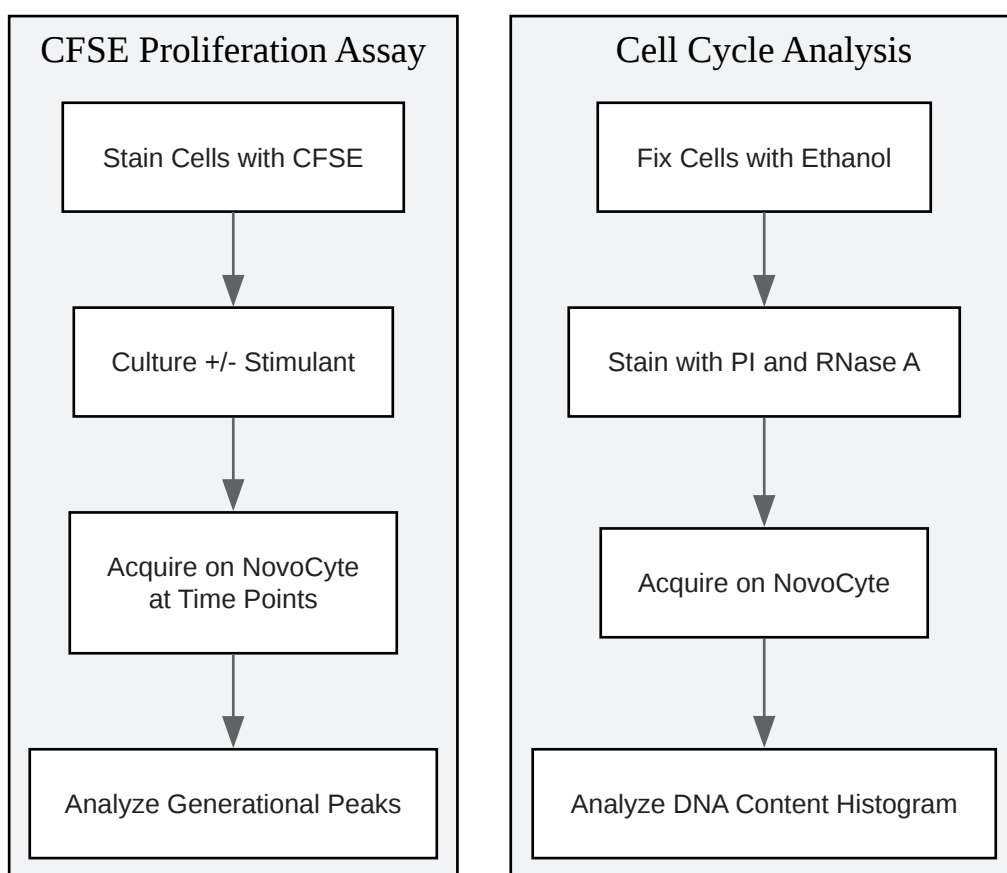 CFSE Proliferation Assay
Stain Cells with CFSE
Culture +/- Stimulant
Acquire on NovoCyte
at Time Points
Analyze Generational Peaks
Cell Cycle Analysis
Fix Cells with Ethanol
Stain with PI and RNase A
Acquire on NovoCyte
Analyze DNA Content Histogram